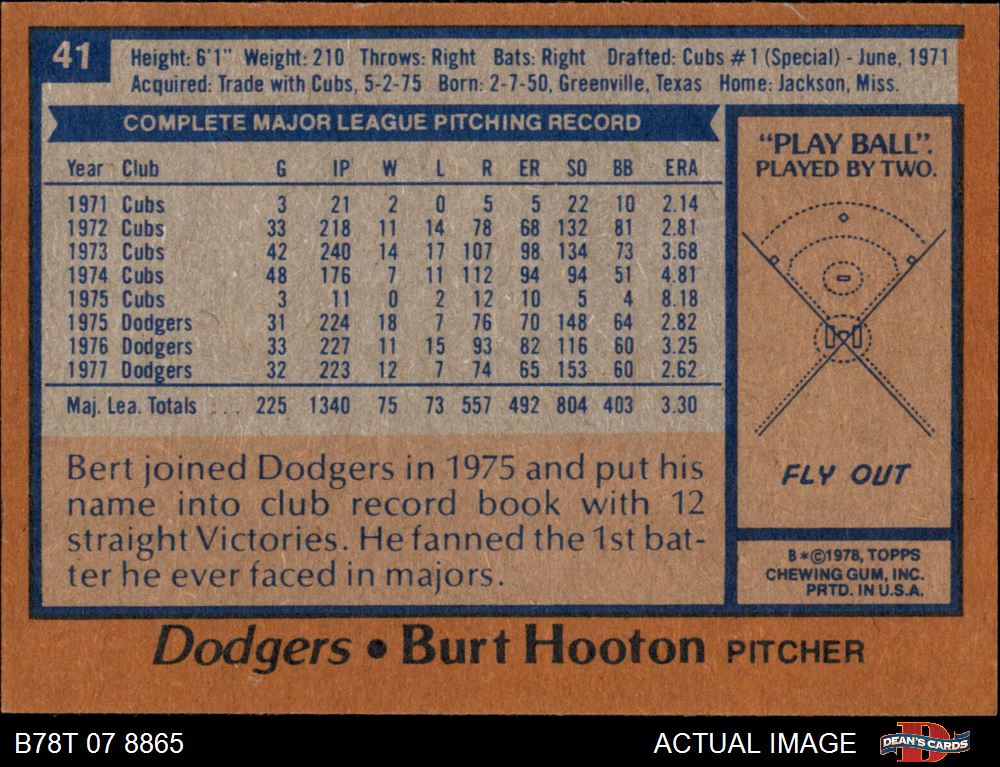 41
Height: 6'1" Weight: 210 Throws: Right Bats: Right Drafted: Cubs #1 (Special) - June, 1971
Acquired: Trade with Cubs, 5-2-75 Born: 2-7-50, Greenville, Texas Home: Jackson, Miss.
COMPLETE MAJOR LEAGUE PITCHING RECORD
Year Club G IP W L R ER SO BB ERA
1971 Cubs 3 21 2 0 5 5 22 10 2.14
1972 Cubs 33 218 11 14 78 68 132 81 2.81
1973 Cubs 42 240 14 17 107 98 134 73 3.68
1974 Cubs 48 176 7 11 112 94 94 51 4.81
1975 Cubs 3 11 0 2 12 10 5 4 8.18
1975 Dodgers 31 224 18 7 76 70 148 64 2.82
1976 Dodgers 33 227 11 15 93 82 116 60 3.25
1977 Dodgers 32 223 12 7 74 65 153 60 2.62
Maj. Lea. Totals . . . 225 1340 75 73 557 492 804 403 3.30
Bert joined Dodgers in 1975 and put his
name into club record book with 12
straight Victories. He fanned the 1st bat-
ter he ever faced in majors.
"PLAY BALL".
PLAYED BY TWO.
FLY OUT
B*©1978, TOPPS
CHEWING GUM, INC.
PRTD. IN U.S.A.
Dodgers • Burt Hooton PITCHER
B78T 07 8865
ACTUAL IMAGE
DEAN'S CARDS